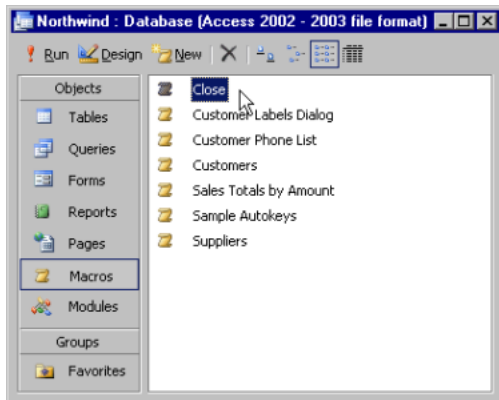 Northwind : Database (Access 2002 - 2003 file format)
Run Design New
Objects
Tables
Queries
Forms
Reports
Pages
Macros
Modules
Groups
Favorites
Close
Customer Labels Dialog
Customer Phone List
Customers
Sales Totals by Amount
Sample Autokeys
Suppliers